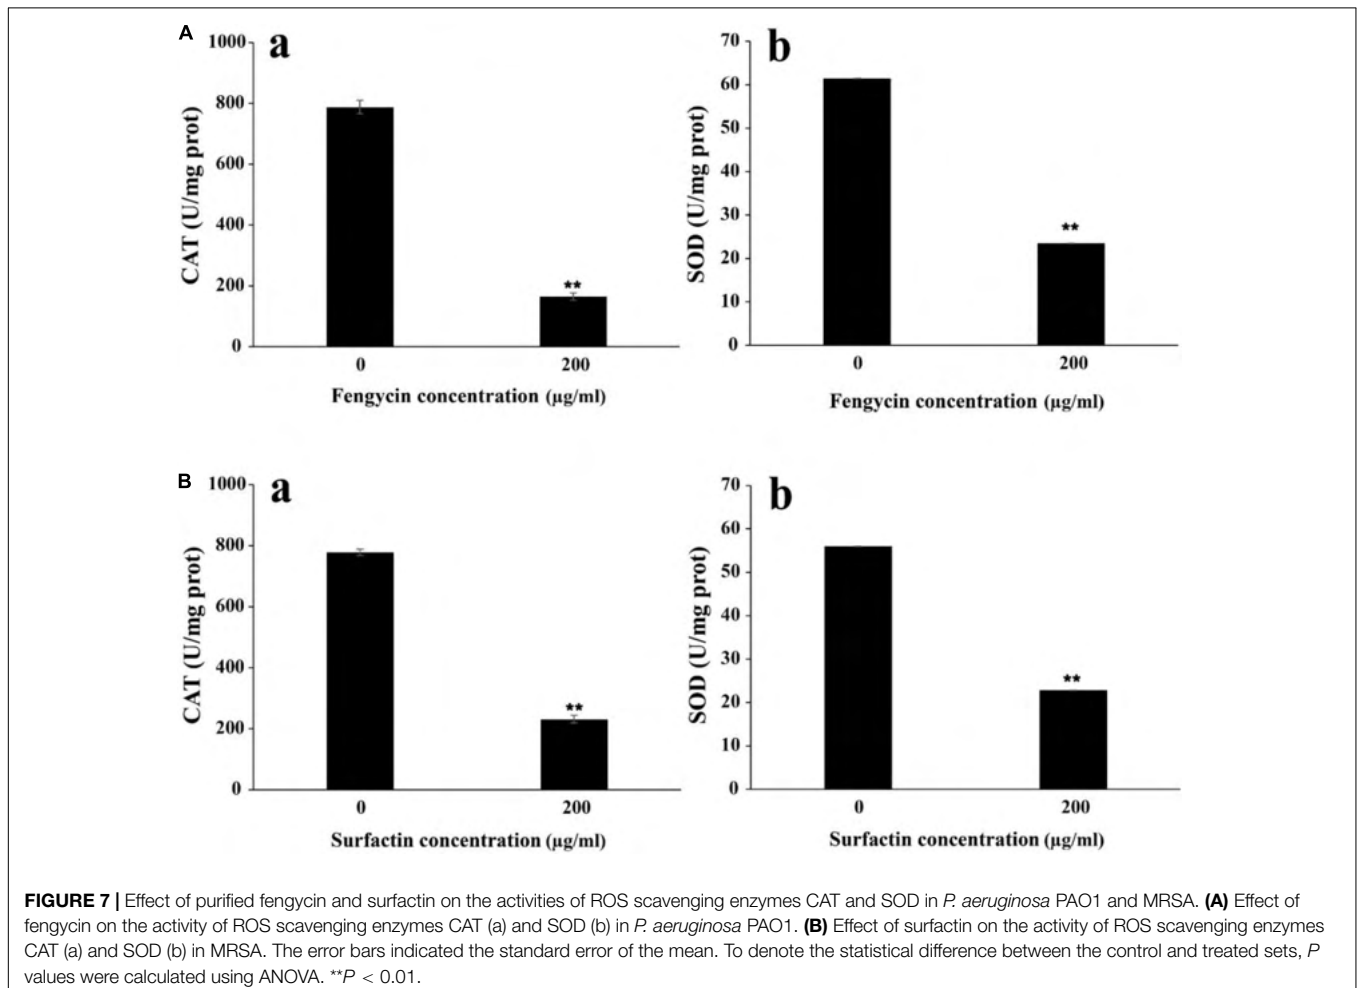 A
a
1000
800
600
400
200
0
CAT (U/mg prot)
**
0 200
Fengycin concentration (µg/ml)
b
70
60
50
40
30
20
10
0
SOD (U/mg prot)
**
0 200
Fengycin concentration (µg/ml)
B
a
1000
800
600
400
200
0
CAT (U/mg prot)
**
0 200
Surfactin concentration (µg/ml)
b
70
60
50
40
30
20
10
0
SOD (U/mg prot)
**
0 200
Surfactin concentration (µg/ml)
FIGURE 7 | Effect of purified fengycin and surfactin on the activities of ROS scavenging enzymes CAT and SOD in P. aeruginosa PAO1 and MRSA. (A) Effect of
fengycin on the activity of ROS scavenging enzymes CAT (a) and SOD (b) in P. aeruginosa PAO1. (B) Effect of surfactin on the activity of ROS scavenging enzymes
CAT (a) and SOD (b) in MRSA. The error bars indicated the standard error of the mean. To denote the statistical difference between the control and treated sets, P
values were calculated using ANOVA. **P < 0.01.